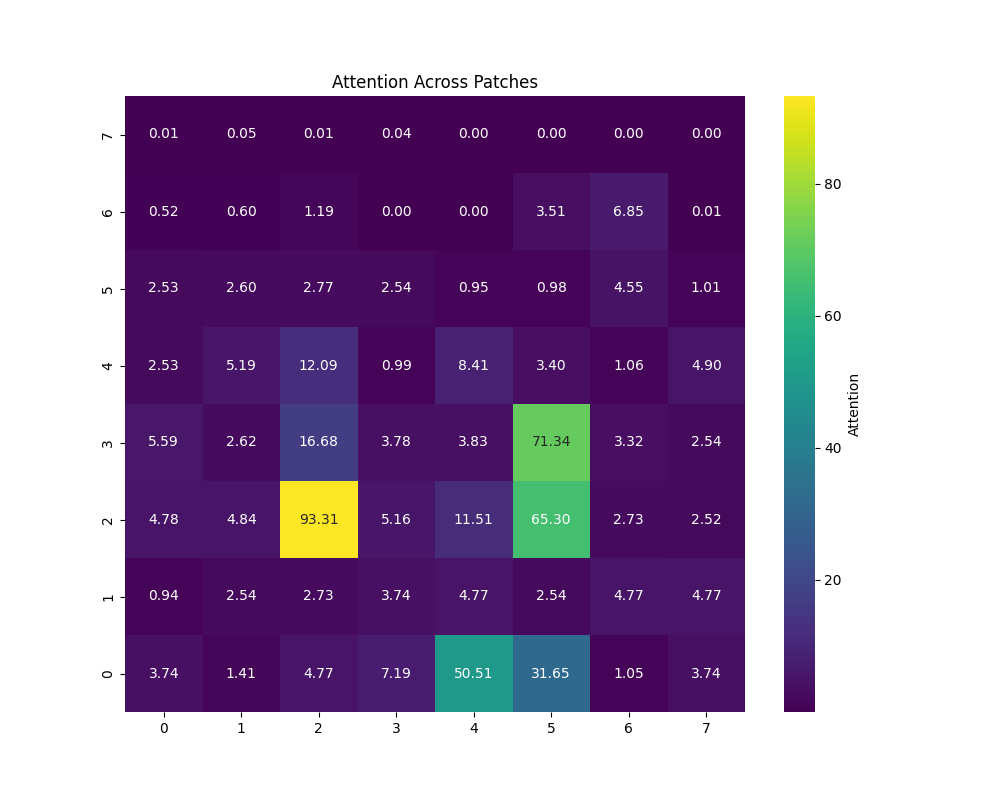 Attention Across Patches
7 0.01 0.05 0.01 0.04 0.00 0.00 0.00 0.00
80
6 0.52 0.60 1.19 0.00 0.00 3.51 6.85 0.01
5 2.53 2.60 2.77 2.54 0.95 0.98 4.55 1.01
60
4 2.53 5.19 12.09 0.99 8.41 3.40 1.06 4.90
Attention
3 5.59 2.62 16.68 3.78 3.83 71.34 3.32 2.54
40
2 4.78 4.84 93.31 5.16 11.51 65.30 2.73 2.52
20
1 0.94 2.54 2.73 3.74 4.77 2.54 4.77 4.77
0 3.74 1.41 4.77 7.19 50.51 31.65 1.05 3.74
0 1 2 3 4 5 6 7